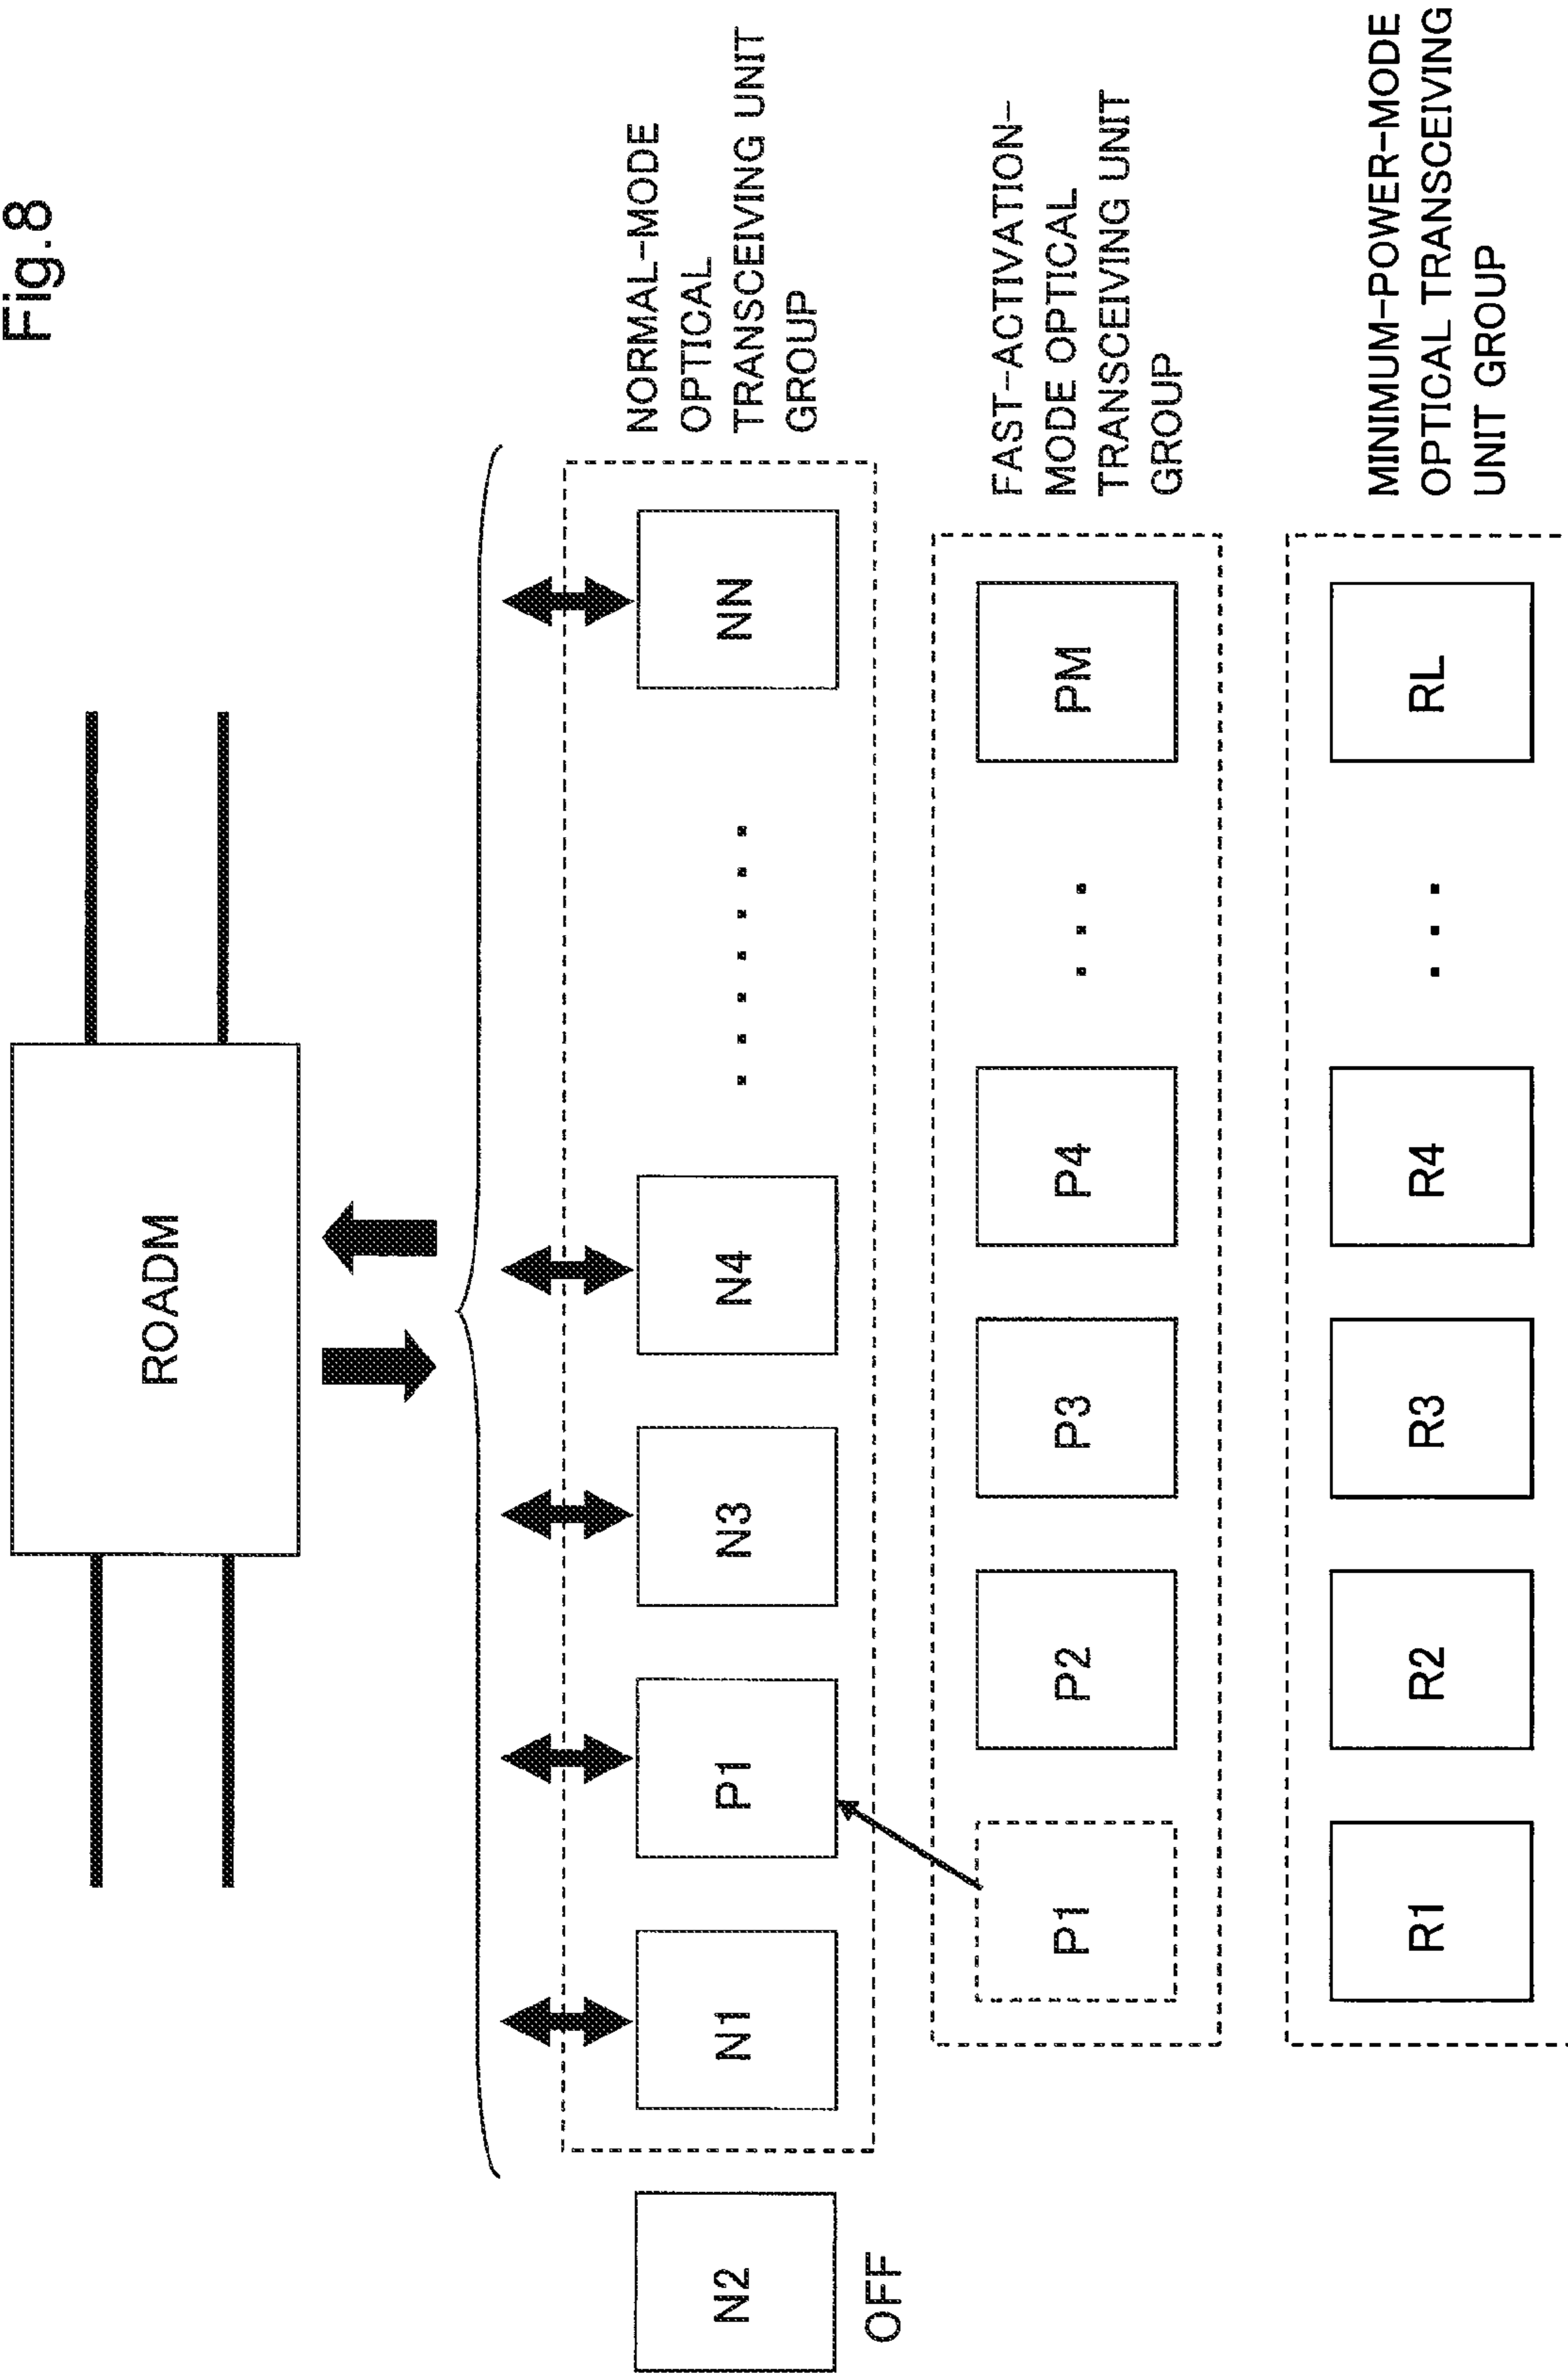 Fig.8
ROADM
N2
OFF
N1
P1
N3
N4
NN
NORMAL-MODE
OPTICAL
TRANSCEIVING UNIT
GROUP
P1
P2
P3
P4
PM
FAST-ACTIVATION-
MODE OPTICAL
TRANSCEIVING UNIT
GROUP
R1
R2
R3
R4
RL
MINIMUM-POWER-MODE
OPTICAL TRANSCEIVING
UNIT GROUP